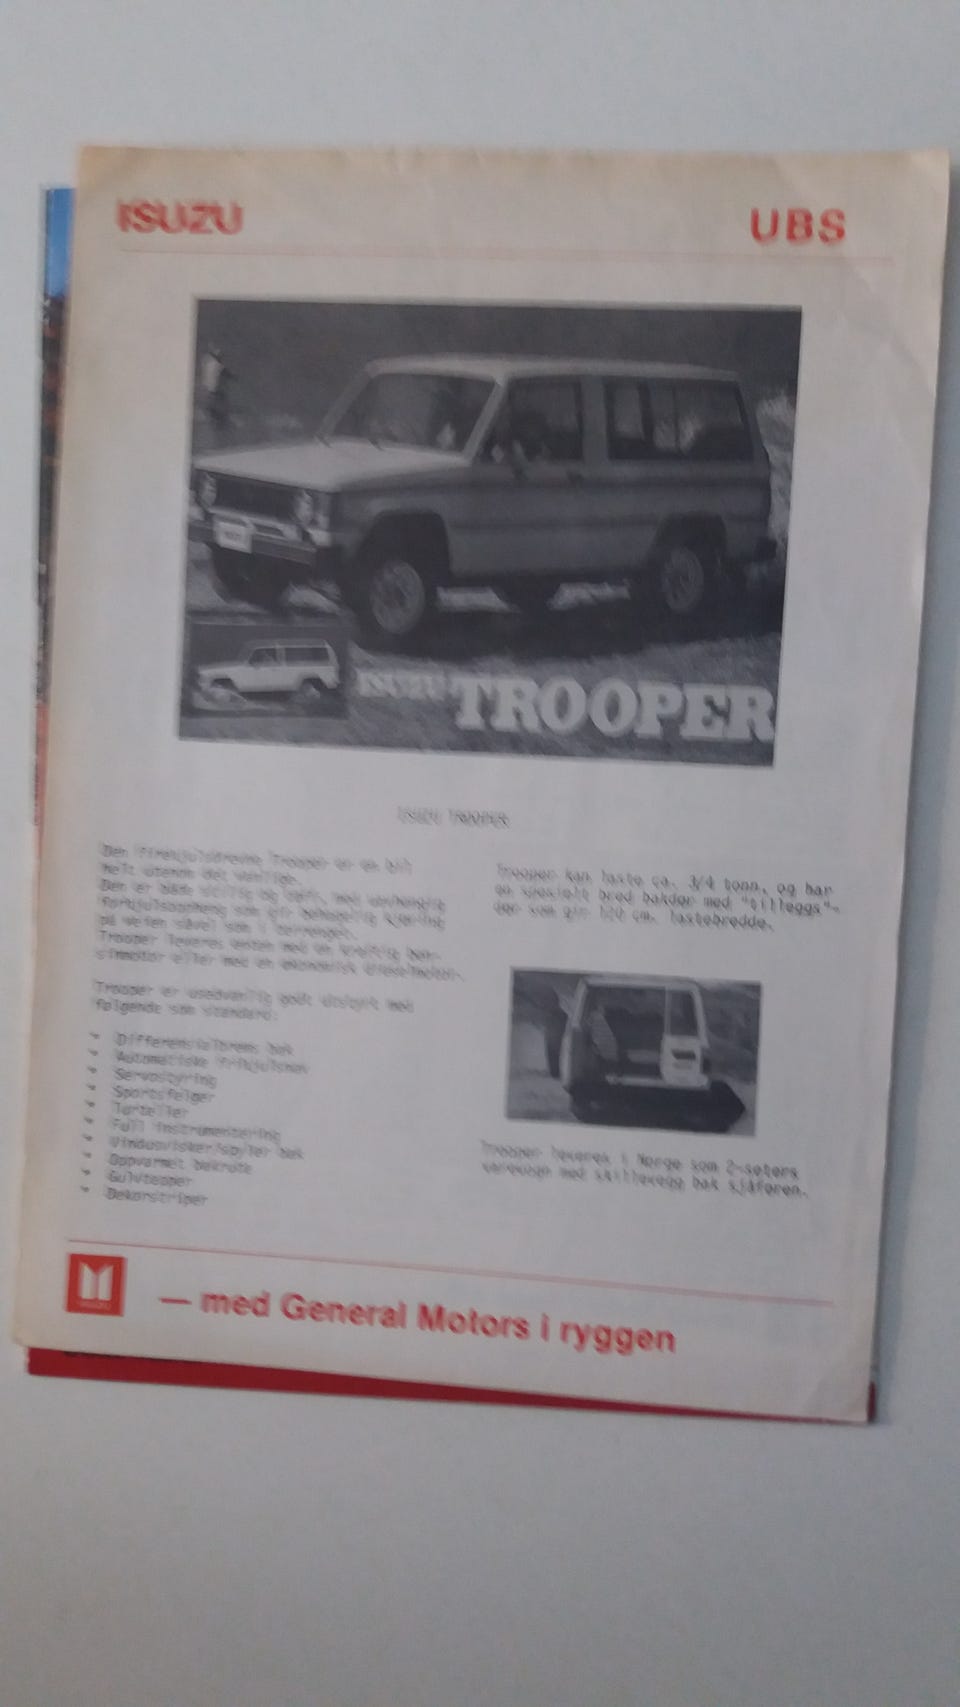 ISUZU
UBS
ISUZU TROOPER
ISUZU TROOPER
Den firehjulsdrevne Trooper er en bil
helt utenom det vanlige.
Den er både stilig og tøff, med uavhengig
forhjulsoppheng som gir behagelig kjøring
på veien såvel som i terrenget.
Trooper leveres enten med en kraftig ben-
sinmotor eller med en økonomisk dieselmotor.
Trooper er usedvanlig godt utstyrt med
følgende som standard:
Differensialbrems bak
Automatiske frihjulsnav
Servostyring
Sportsfelger
Turteller
Full instrumentering
Vindusvisker/spyler bak
Oppvarmet bakrute
Gulvtepper
Dekorstriper
Trooper kan laste ca. 3/4 tonn, og har
en spesielt bred bakdør med "tilleggs"-
dør som gir 120 cm. lastebredde.
Trooper leveres i Norge som 2-seters
varevogn med skillevegg bak sjåføren.
ISUZU
— med General Motors i ryggen